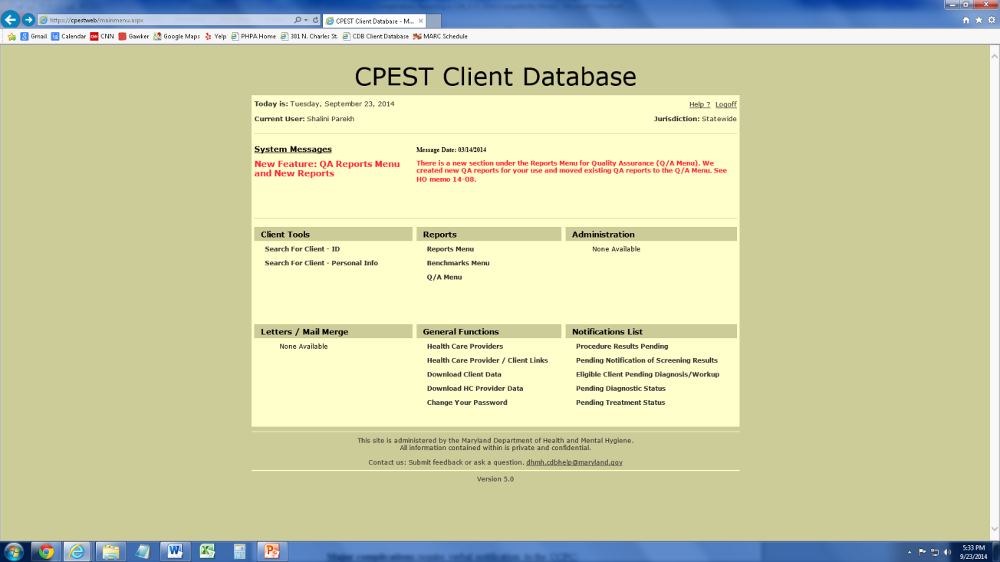 https://cpestweb/mainmenu.aspx
CPEST Client Database - M...
Gmail Calendar CNN Gawker Google Maps Yelp PHPA Home 301 N. Charles St. CDB Client Database MARC Schedule
CPEST Client Database
Today is: Tuesday, September 23, 2014
Help ? Logoff
Current User: Shalini Parekh
Jurisdiction: Statewide
System Messages
New Feature: QA Reports Menu
and New Reports
Message Date: 03/14/2014
There is a new section under the Reports Menu for Quality Assurance (Q/A Menu). We
created new QA reports for your use and moved existing QA reports to the Q/A Menu. See
HO memo 14-08.
Client Tools
Search For Client - ID
Search For Client - Personal Info
Reports
Reports Menu
Benchmarks Menu
Q/A Menu
Administration
None Available
Letters / Mail Merge
None Available
General Functions
Health Care Providers
Health Care Provider / Client Links
Download Client Data
Download HC Provider Data
Change Your Password
Notifications List
Procedure Results Pending
Pending Notification of Screening Results
Eligible Client Pending Diagnosis/Workup
Pending Diagnostic Status
Pending Treatment Status
This site is administered by the Maryland Department of Health and Mental Hygiene.
All information contained within is private and confidential.
Contact us: Submit feedback or ask a question. dhmh.cdbhelp@maryland.gov
Version 5.0
5:33 PM
9/23/2014